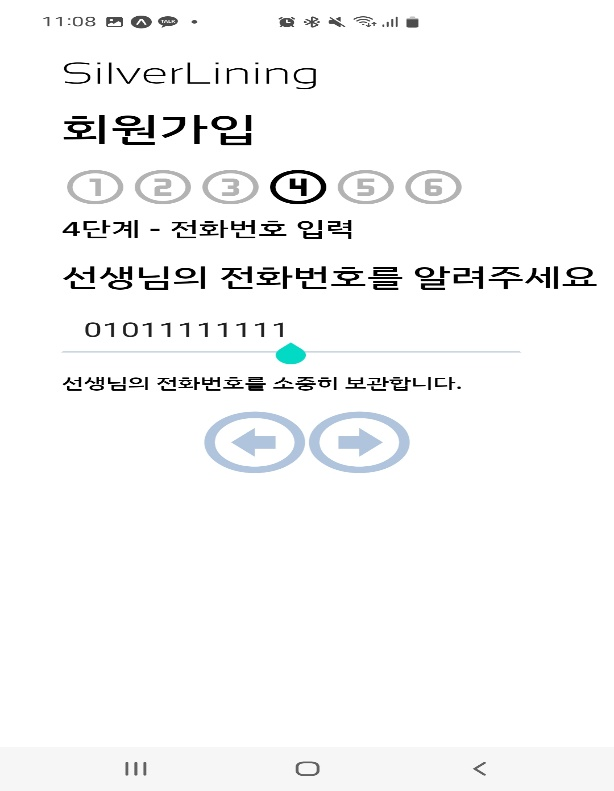 11:08
SilverLining
회원가입
1 2 3 4 5 6
4단계 - 전화번호 입력
선생님의 전화번호를 알려주세요
01011111111
선생님의 전화번호를 소중히 보관합니다.